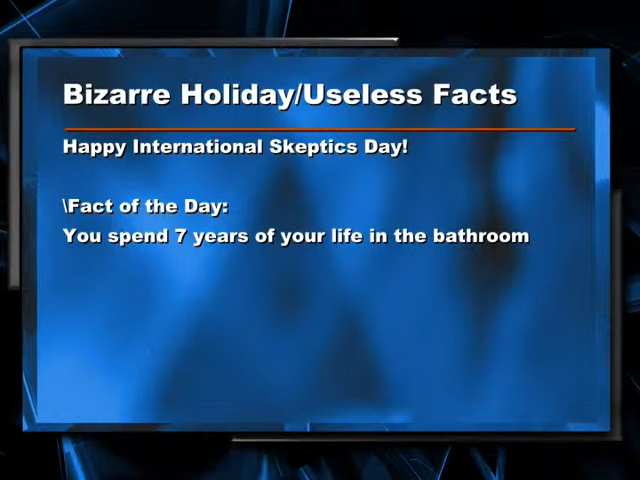 Bizarre Holiday/Useless Facts
Happy International Skeptics Day!
\Fact of the Day:
You spend 7 years of your life in the bathroom